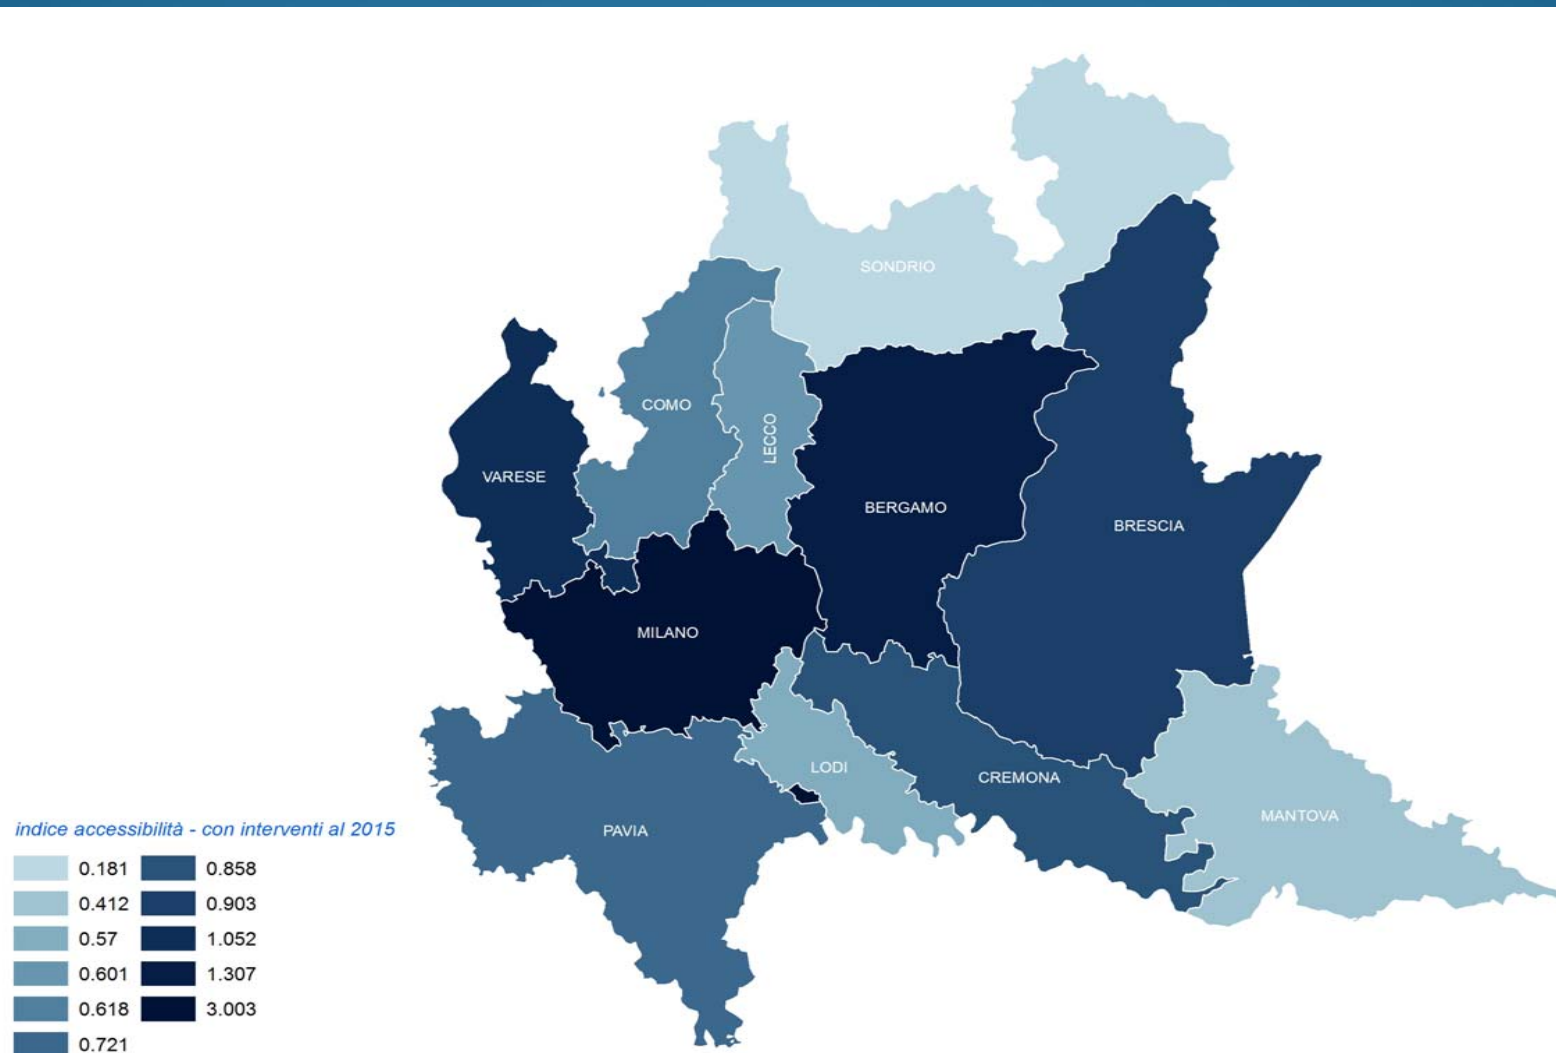 SONDRIO
COMO
LECCO
VARESE
BERGAMO
BRESCIA
MILANO
LODI
CREMONA
MANTOVA
PAVIA
indice accessibilità - con interventi al 2015
0.181 0.858
0.412 0.903
0.57 1.052
0.601 1.307
0.618 3.003
0.721